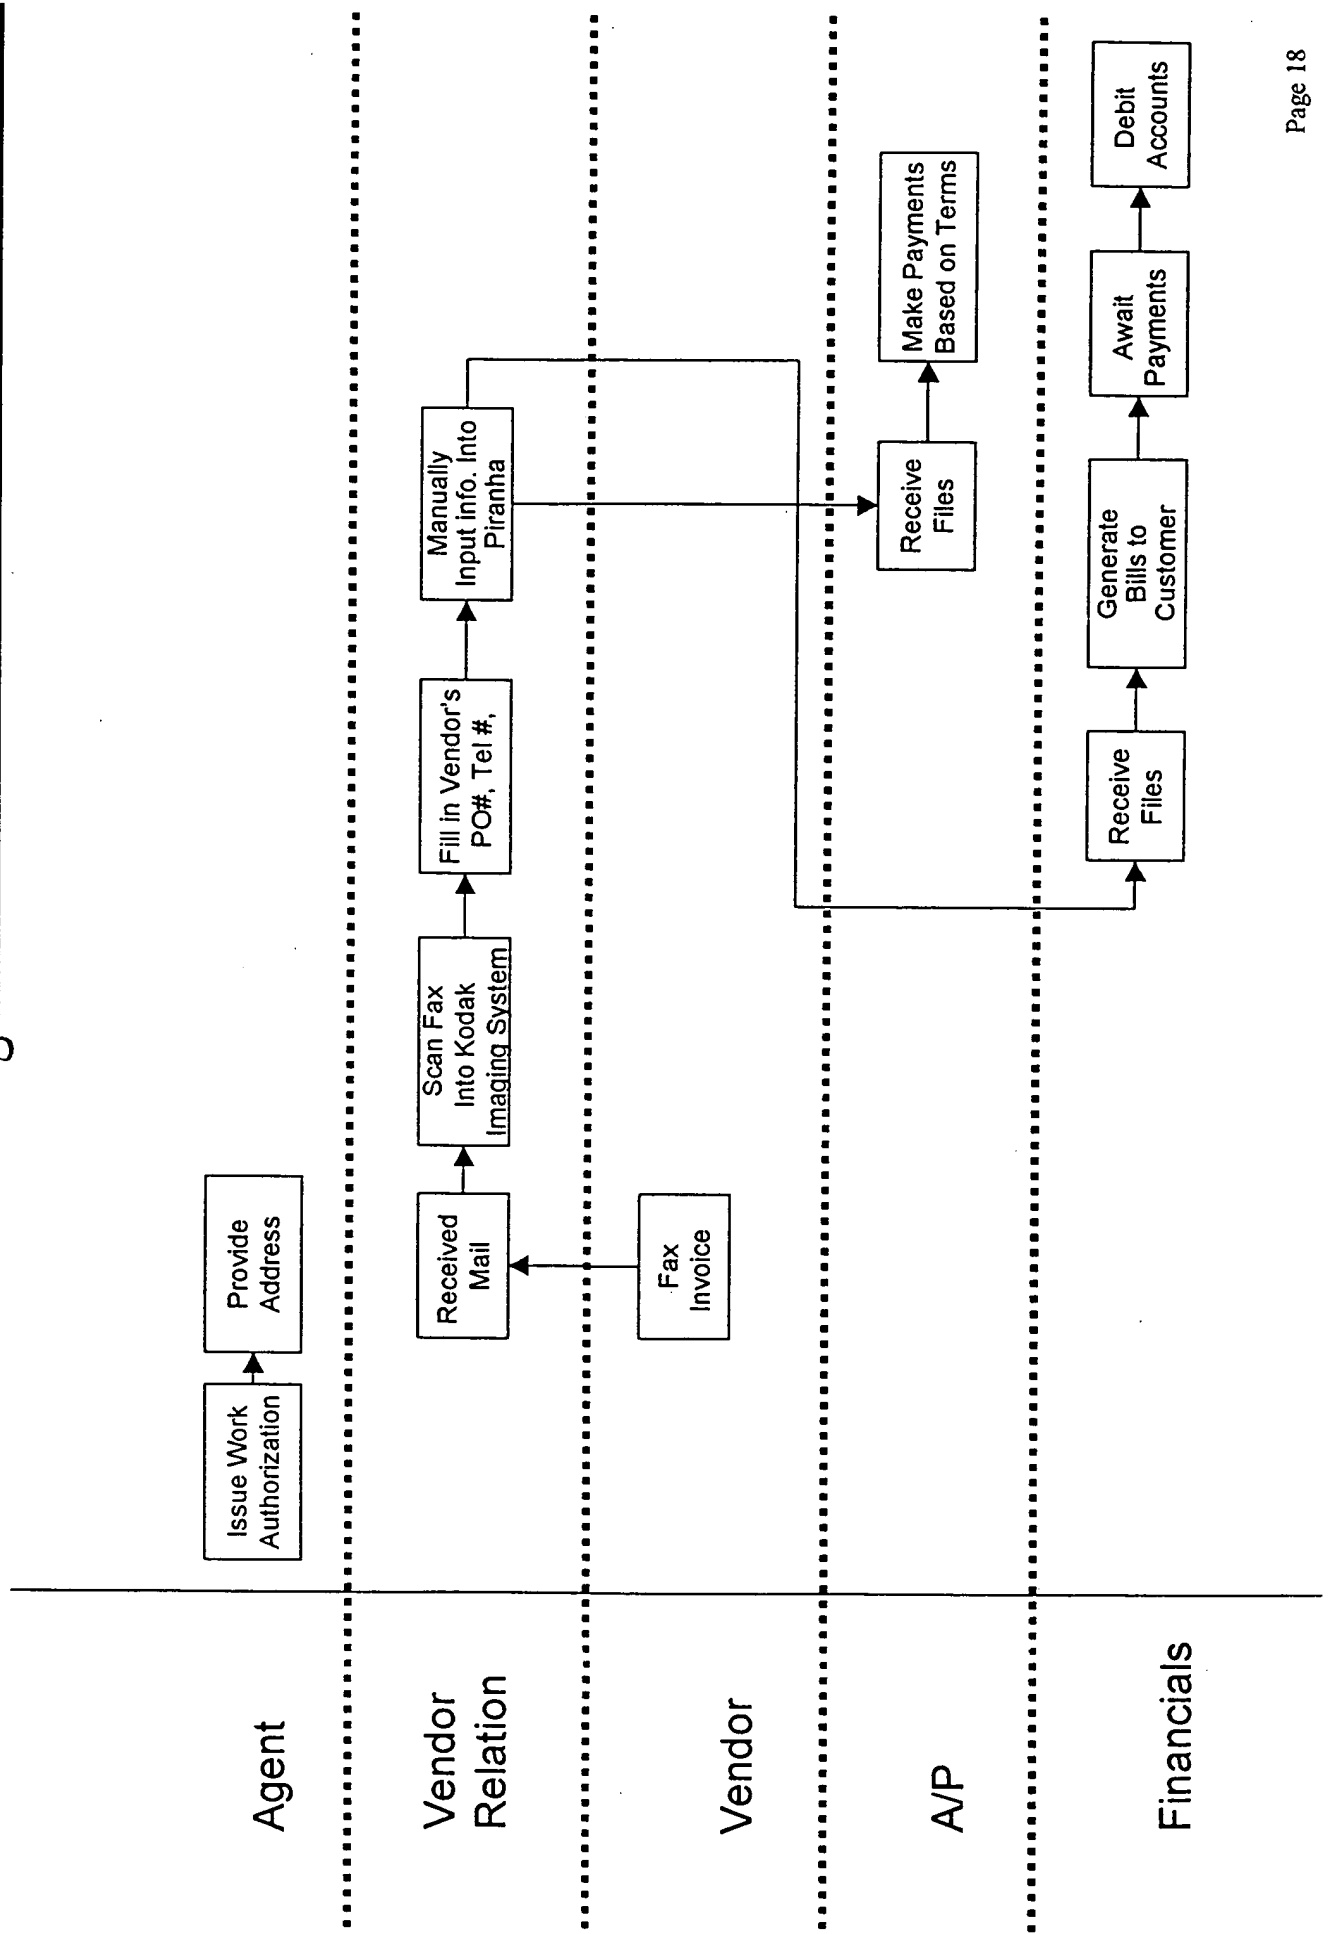 Agent
Issue Work
Authorization
Provide
Address
Vendor
Relation
Received
Mail
Scan Fax
Into Kodak
Imaging System
Fill in Vendor's
PO#, Tel #,
Manually
Input info. Into
Piranha
Vendor
Fax
Invoice
A/P
Receive
Files
Make Payments
Based on Terms
Financials
Receive
Files
Generate
Bills to
Customer
Await
Payments
Debit
Accounts
Page 18